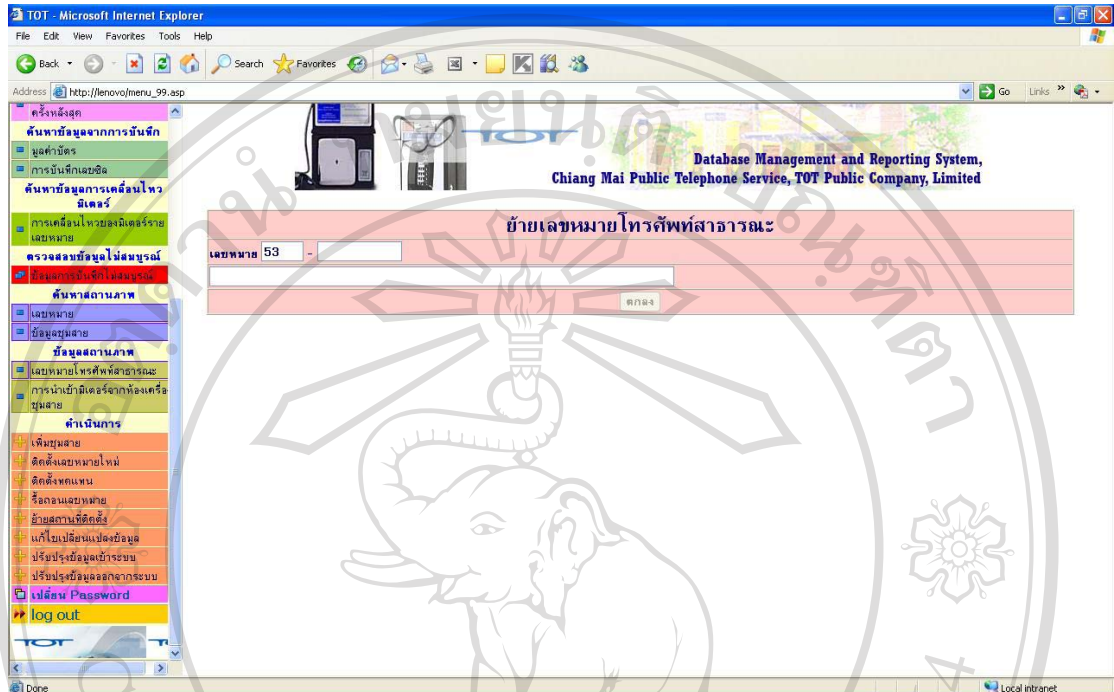 TOT - Microsoft Internet Explorer
File Edit View Favorites Tools Help
Back Search Favorites
Address http://lenovo/menu_99.asp Go Links
ครั้งหลังสุด
ค้นหาข้อมูลจากการบันทึก
มูลค่าบัตร
การบันทึกเลขซิล
ค้นหาข้อมูลการเคลื่อนไหว
มิเตอร์
การเคลื่อนไหวของมิเตอร์ราย
เลขหมาย
ตรวจสอบข้อมูลไม่สมบูรณ์
ข้อมูลการบันทึกไม่สมบูรณ์
ค้นหาสถานภาพ
เลขหมาย
ข้อมูลชุมสาย
ข้อมูลสถานภาพ
เลขหมายโทรศัพท์สาธารณะ
การนำเข้ามิเตอร์จากห้องเครื่อ
ชุมสาย
ดำเนินการ
เพิ่มชุมสาย
ติดตั้งเลขหมายใหม่
ติดตั้งทดแทน
รื้อถอนเลขหมาย
ย้ายสถานที่ติดตั้ง
แก้ไขเปลี่ยนแปลงข้อมูล
ปรับปรุงข้อมูลเข้าระบบ
ปรับปรุงข้อมูลออกจากระบบ
เปลี่ยน Password
log out
TOT
TOT
Database Management and Reporting System,
Chiang Mai Public Telephone Service, TOT Public Company, Limited
ย้ายเลขหมายโทรศัพท์สาธารณะ
เลขหมาย 53 -
ตกลง
Done Local intranet